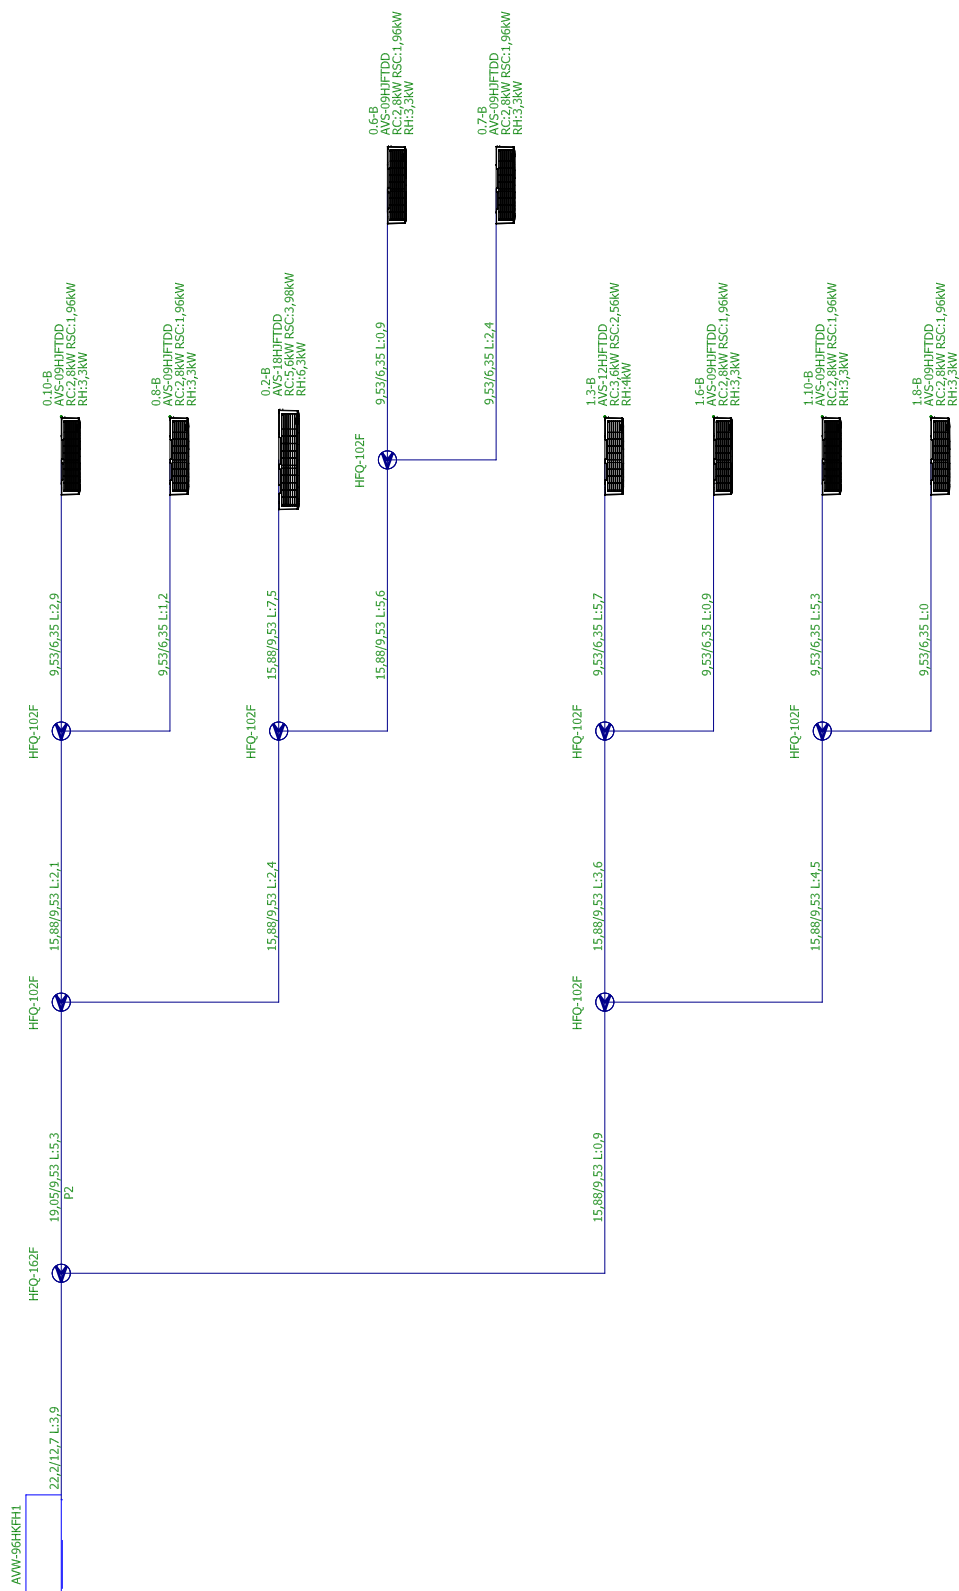 0.6-B
AVS-09HJFTDD
RC:2,8kW RSC:1,96kW
RH:3,3kW
0.7-B
AVS-09HJFTDD
RC:2,8kW RSC:1,96kW
RH:3,3kW
0.10-B
AVS-09HJFTDD
RC:2,8kW RSC:1,96kW
RH:3,3kW
0.8-B
AVS-09HJFTDD
RC:2,8kW RSC:1,96kW
RH:3,3kW
0.2-B
AVS-18HJFTDD
RC:5,6kW RSC:3,98kW
RH:6,3kW
9,53/6,35 L:0,9
9,53/6,35 L:2,4
1.3-B
AVS-12HJFTDD
RC:3,6kW RSC:2,56kW
RH:4kW
1.6-B
AVS-09HJFTDD
RC:2,8kW RSC:1,96kW
RH:3,3kW
1.10-B
AVS-09HJFTDD
RC:2,8kW RSC:1,96kW
RH:3,3kW
1.8-B
AVS-09HJFTDD
RC:2,8kW RSC:1,96kW
RH:3,3kW
HFQ-102F
9,53/6,35 L:2,9
9,53/6,35 L:1,2
15,88/9,53 L:7,5
15,88/9,53 L:5,6
9,53/6,35 L:5,7
9,53/6,35 L:0,9
9,53/6,35 L:5,3
9,53/6,35 L:0
HFQ-102F
HFQ-102F
HFQ-102F
HFQ-102F
15,88/9,53 L:2,1
15,88/9,53 L:2,4
15,88/9,53 L:3,6
15,88/9,53 L:4,5
HFQ-102F
HFQ-102F
19,05/9,53 L:5,3
P2
15,88/9,53 L:0,9
HFQ-162F
22,2/12,7 L:3,9
AVW-96HKFH1